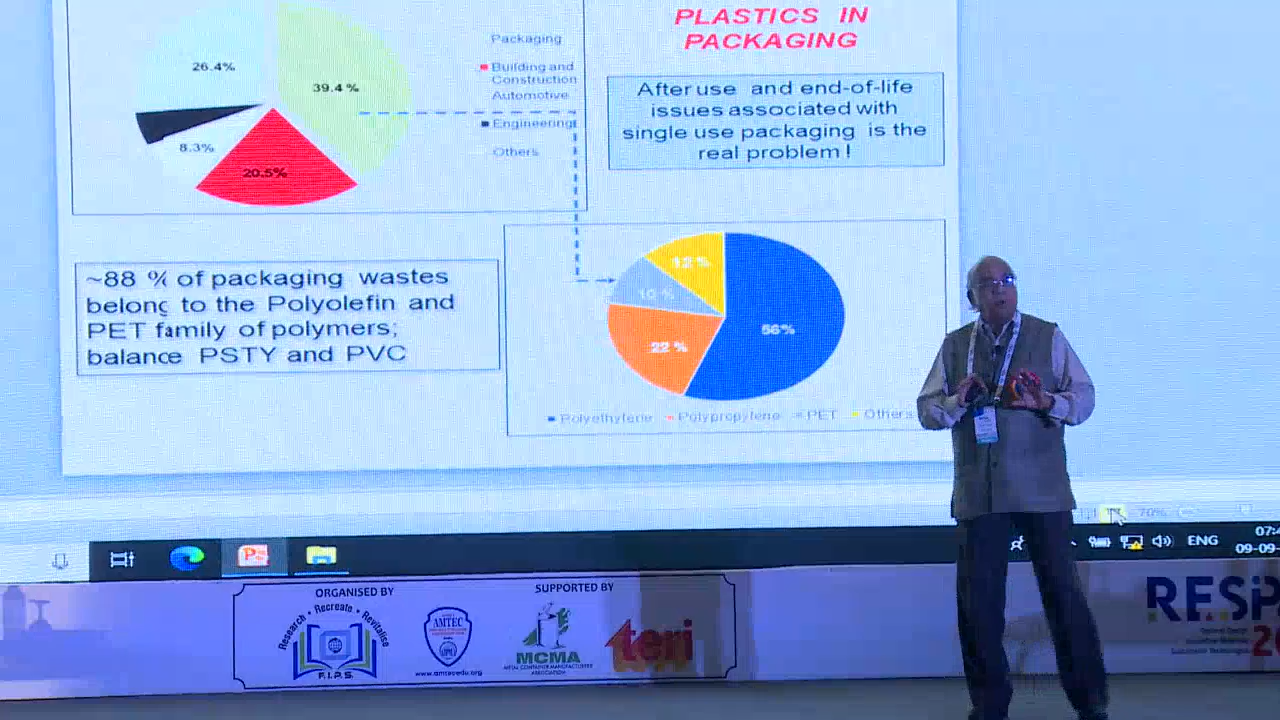 PLASTICS IN
PACKAGING
After use and end-of-life
issues associated with
single use packaging is the
real problem !
26.4%
39.4 %
8.3%
20.5%
Packaging
Building and
Construction
Automotive
Engineering
Others
~88 % of packaging wastes
belong to the Polyolefin and
PET family of polymers;
balance PSTY and PVC
12 %
10 %
56%
22 %
Polyethylene
Polypropylene
PET
Others
70%
ENG
07:4
09-09-
ORGANISED BY
SUPPORTED BY
Research • Recreate • Revitalise
F.I.P.S.
AMTEC
www.amtecedu.org
MCMA
METAL CONTAINER MANUFACTURERS
ASSOCIATION
teri
RESP
20